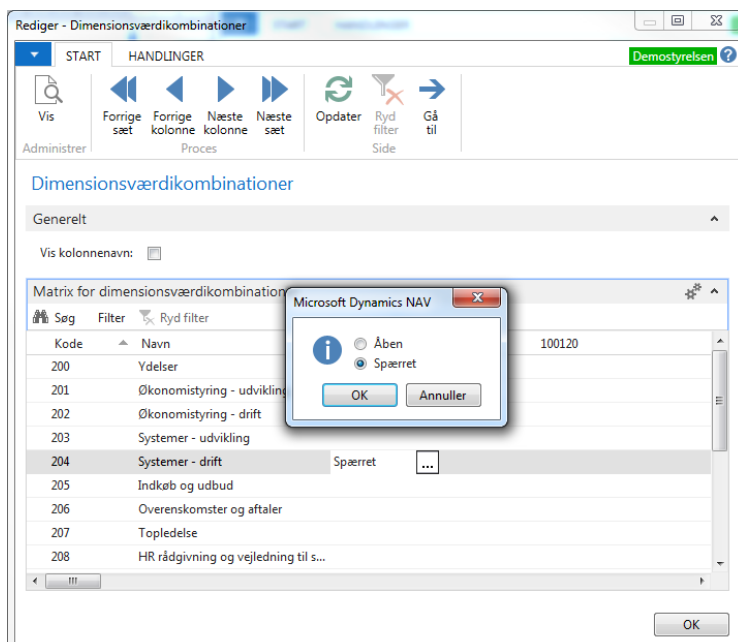 Rediger - Dimensionsværdikombinationer
START HANDLINGER
Demostyrelsen
Vis
Forrige sæt
Forrige kolonne
Næste kolonne
Næste sæt
Opdater
Ryd filter
Gå til
Administrer
Proces
Side
Dimensionsværdikombinationer
Generelt
Vis kolonnenavn:
Matrix for dimensionsværdikombination
Søg Filter Ryd filter
Kode Navn 100120
200 Ydelser
201 Økonomistyring - udvikling
202 Økonomistyring - drift
203 Systemer - udvikling
204 Systemer - drift Spærret ...
205 Indkøb og udbud
206 Overenskomster og aftaler
207 Topledelse
208 HR rådgivning og vejledning til s...
OK
Microsoft Dynamics NAV
Åben
Spærret
OK Annuller